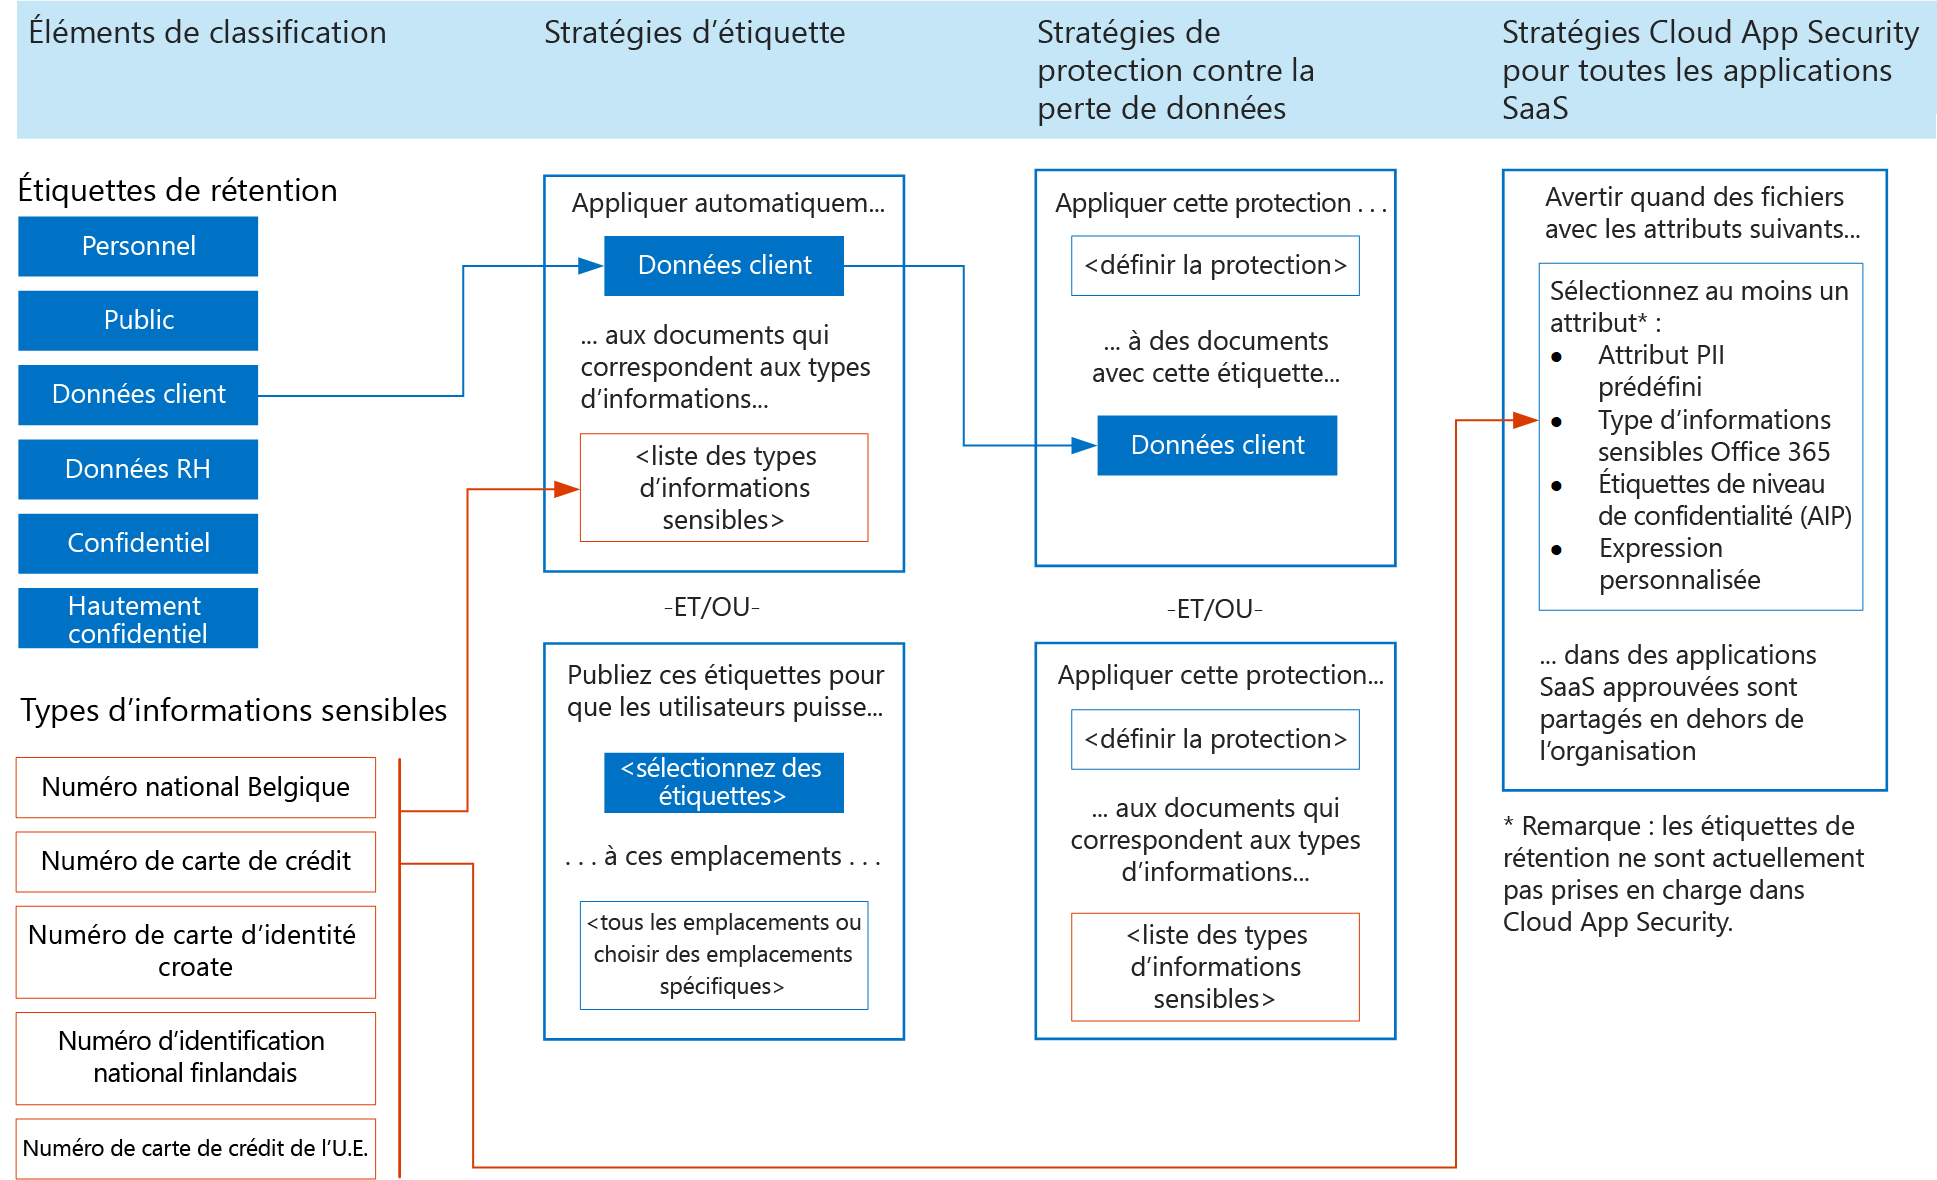 Éléments de classification
Stratégies d’étiquette
Stratégies de
protection contre la
perte de données
Stratégies Cloud App Security
pour toutes les applications
SaaS
Étiquettes de rétention
Personnel
Public
Données client
Données RH
Confidentiel
Hautement
confidentiel
Types d’informations sensibles
Numéro national Belgique
Numéro de carte de crédit
Numéro de carte d’identité
croate
Numéro d’identification
national finlandais
Numéro de carte de crédit de l’U.E.
Appliquer automatiquem...
Données client
... aux documents qui
correspondent aux types
d’informations...
<liste des types
d’informations
sensibles>
-ET/OU-
Publiez ces étiquettes pour
que les utilisateurs puisse...
<sélectionnez des
étiquettes>
. . . à ces emplacements . . .
<tous les emplacements ou
choisir des emplacements
spécifiques>
Appliquer cette protection . . .
<définir la protection>
... à des documents
avec cette étiquette...
Données client
-ET/OU-
Appliquer cette protection...
<définir la protection>
... aux documents qui
correspondent aux types
d’informations...
<liste des types
d’informations
sensibles>
Avertir quand des fichiers
avec les attributs suivants...
Sélectionnez au moins un
attribut* :
● Attribut PII
prédéfini
● Type d’informations
sensibles Office 365
● Étiquettes de niveau
de confidentialité (AIP)
● Expression
personnalisée
... dans des applications
SaaS approuvées sont
partagés en dehors de
l’organisation
* Remarque : les étiquettes de
rétention ne sont actuellement
pas prises en charge dans
Cloud App Security.